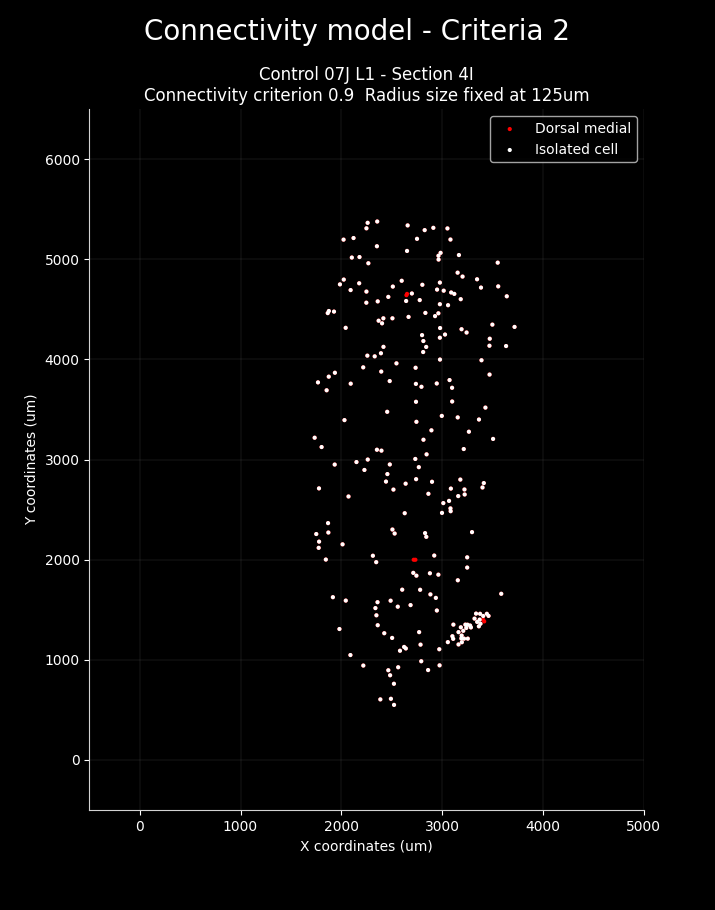 Connectivity model - Criteria 2
Control 07J L1 - Section 4I
Connectivity criterion 0.9  Radius size fixed at 125um
Dorsal medial
Isolated cell
6000
5000
4000
3000
2000
1000
0
Y coordinates (um)
0 1000 2000 3000 4000 5000
X coordinates (um)